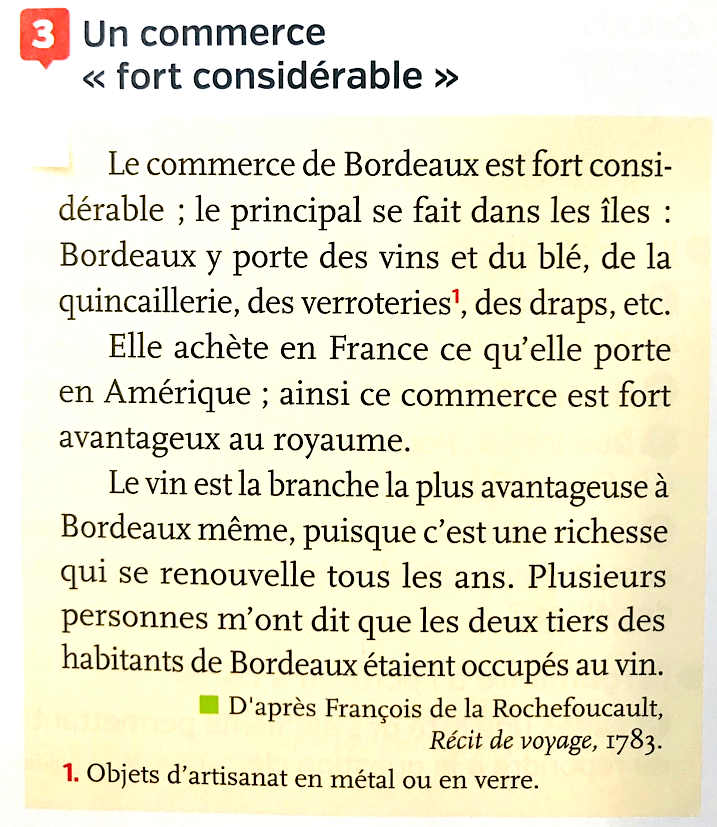 3 Un commerce
« fort considérable »
Le commerce de Bordeaux est fort consi-
dérable ; le principal se fait dans les îles :
Bordeaux y porte des vins et du blé, de la
quincaillerie, des verroteries¹, des draps, etc.
Elle achète en France ce qu'elle porte
en Amérique ; ainsi ce commerce est fort
avantageux au royaume.
Le vin est la branche la plus avantageuse à
Bordeaux même, puisque c'est une richesse
qui se renouvelle tous les ans. Plusieurs
personnes m'ont dit que les deux tiers des
habitants de Bordeaux étaient occupés au vin.
D'après François de la Rochefoucault,
Récit de voyage, 1783.
1. Objets d'artisanat en métal ou en verre.